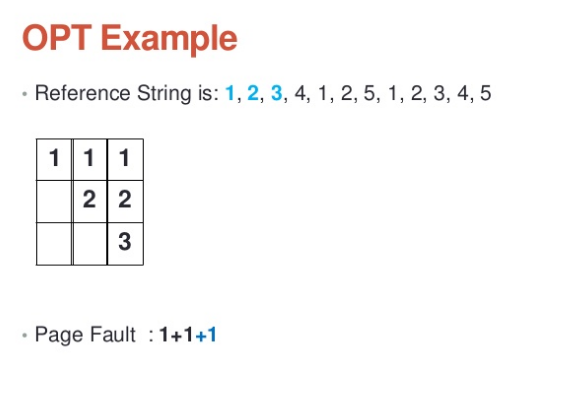 OPT Example
• Reference String is: 1, 2, 3, 4, 1, 2, 5, 1, 2, 3, 4, 5
1 1 1
2 2
3
• Page Fault : 1+1+1